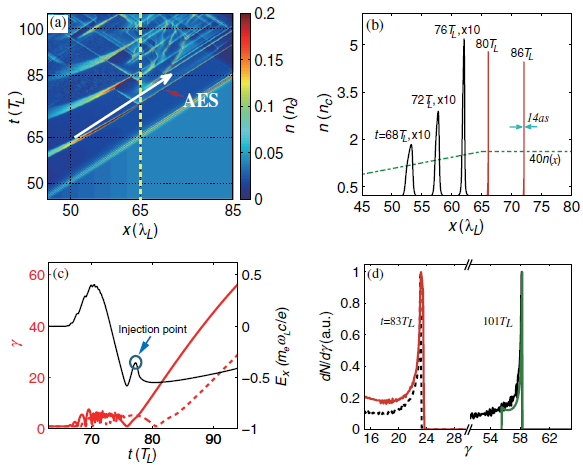 (a)
100
85
65
50
t (T_L)
50 65 85
x (λ_L)
AES
0.2
0.15
0.1
0.05
0
n (n_c)
(b)
76T_L,x10
80T_L
86T_L
72T_L,x10
t=68T_L,x10
14as
40n(x)
5
3.5
2
0.5
n (n_c)
45 50 55 60 65 70 75 80
x (λ_L)
(c)
60
40
20
0
γ
Injection point
0.5
0
−0.5
−1
E_x (m_eω_Lc/e)
70 80 90
t (T_L)
(d)
t=83T_L
101T_L
1
0.8
0.6
0.4
0.2
0
dN/dγ(a.u.)
16 20 24 28 54 58 62
γ